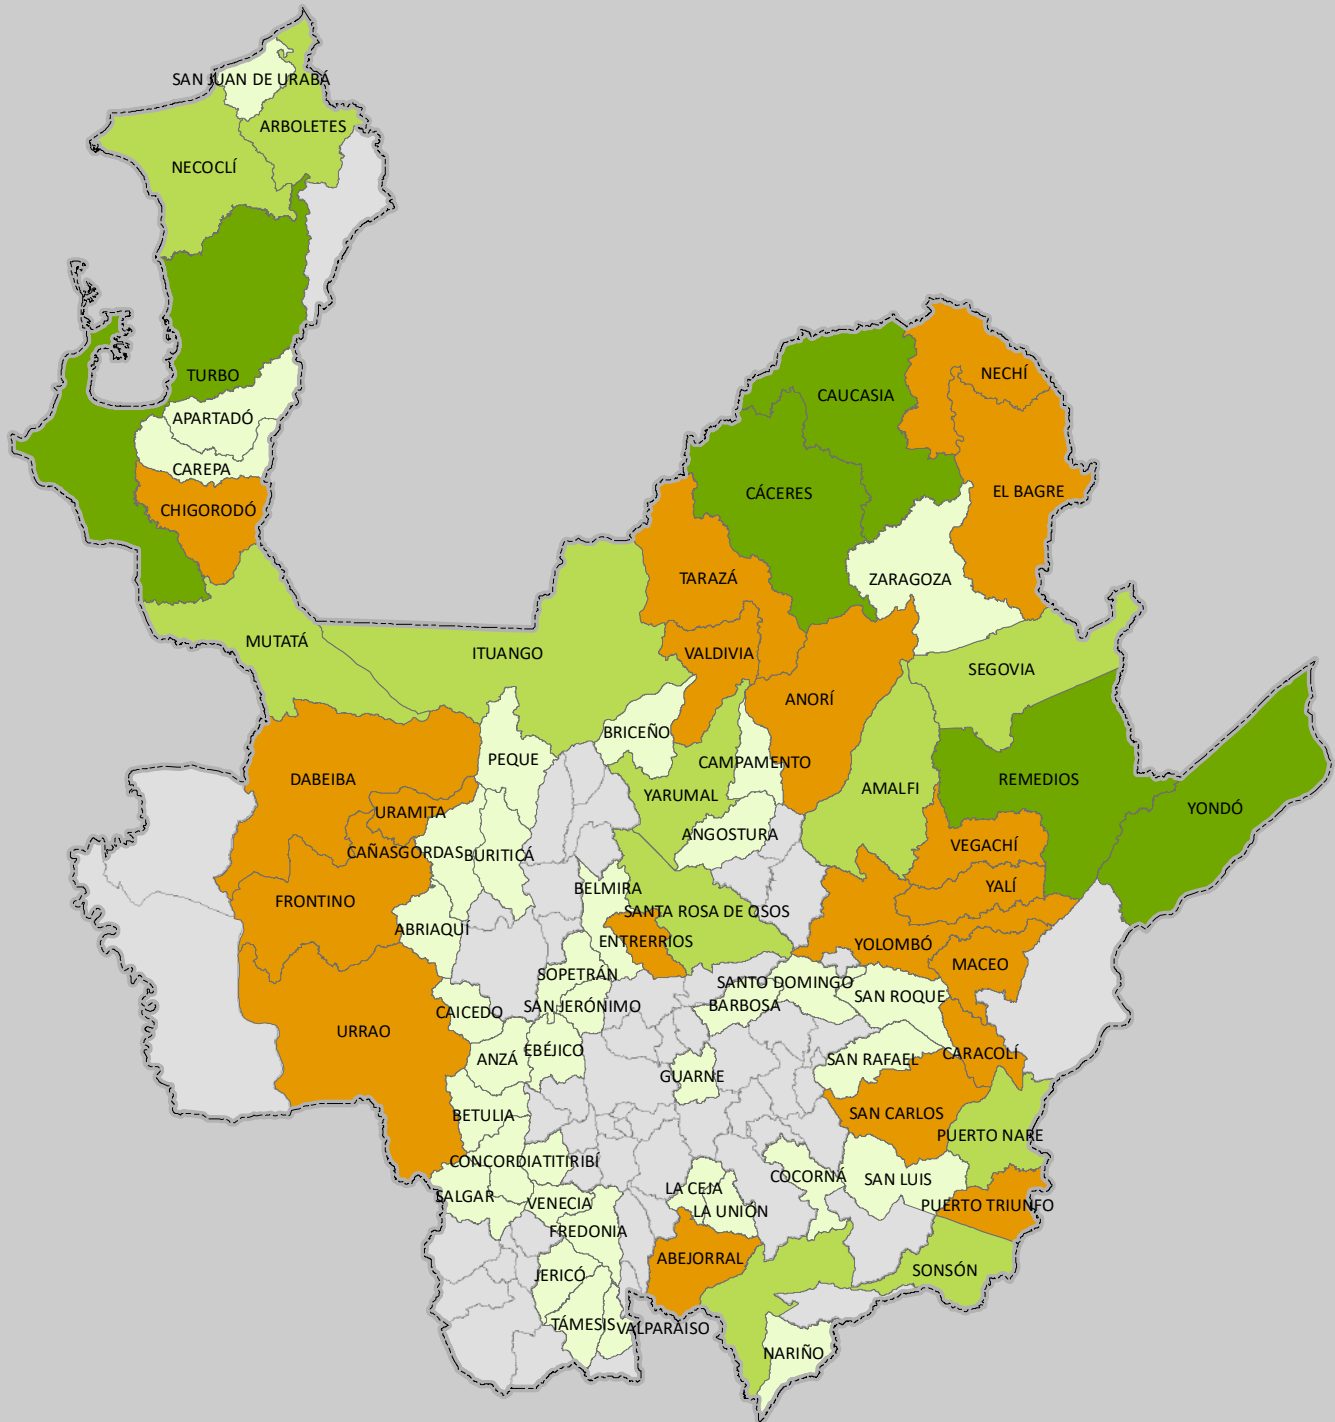 SAN JUAN DE URABÁ
ARBOLETES
NECOCLÍ
TURBO
NECHÍ
CAUCASIA
APARTADÓ
CAREPA
EL BAGRE
CÁCERES
CHIGORODÓ
TARAZÁ
ZARAGOZA
MUTATÁ
ITUANGO
VALDIVIA
SEGOVIA
ANORÍ
BRICEÑO
PEQUE
CAMPAMENTO
DABEIBA
REMEDIOS
AMALFI
YARUMAL
YONDÓ
URAMITA
ANGOSTURA
VEGACHÍ
CAÑASGORDAS
BURITICÁ
YALÍ
BELMIRA
FRONTINO
SANTA ROSA DE OSOS
ABRIAQUÍ
ENTRERRIOS
YOLOMBÓ
MACEO
SOPETRÁN
SANTO DOMINGO
SAN ROQUE
SAN JERÓNIMO
BARBOSA
CAICEDO
URRAO
EBÉJICO
CARACOLÍ
ANZÁ
SAN RAFAEL
GUARNE
BETULIA
SAN CARLOS
PUERTO NARE
CONCORDIA
TITIRIBÍ
COCORNÁ
SAN LUIS
LA CEJA
SALGAR
VENECIA
PUERTO TRIUNFO
LA UNIÓN
FREDONIA
ABEJORRAL
SONSÓN
JERICÓ
TÁMESIS
VALPARAISO
NARIÑO